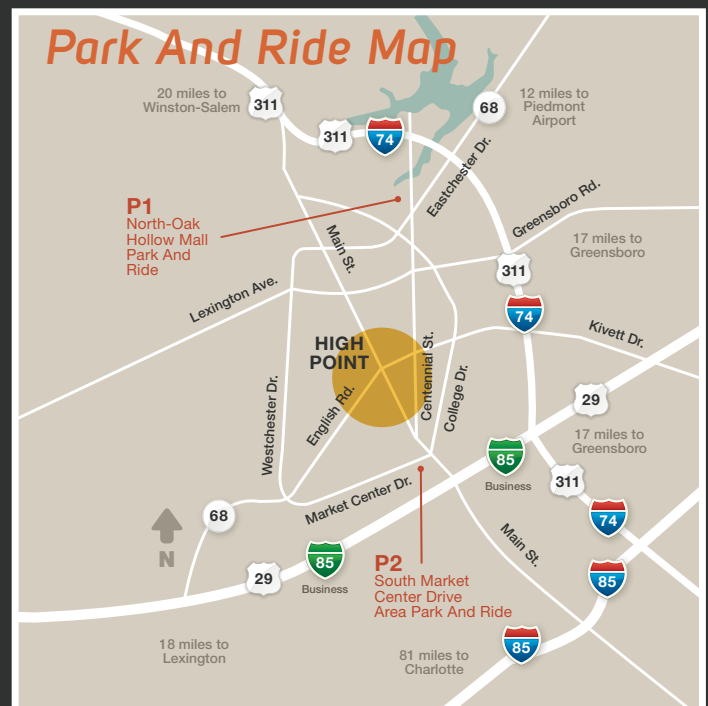 Park And Ride Map
20 miles to
Winston-Salem
311
311
74
68
12 miles to
Piedmont
Airport
Eastchester Dr.
P1
North-Oak
Hollow Mall
Park And
Ride
Main St.
Greensboro Rd.
17 miles to
Greensboro
311
74
Lexington Ave.
Kivett Dr.
HIGH
POINT
Centennial St.
College Dr.
Westchester Dr.
English Rd.
29
17 miles to
Greensboro
85
Business
311
74
Market Center Dr.
68
N
Main St.
85
Business
29
P2
South Market
Center Drive
Area Park And Ride
85
18 miles to
Lexington
81 miles to
Charlotte
85